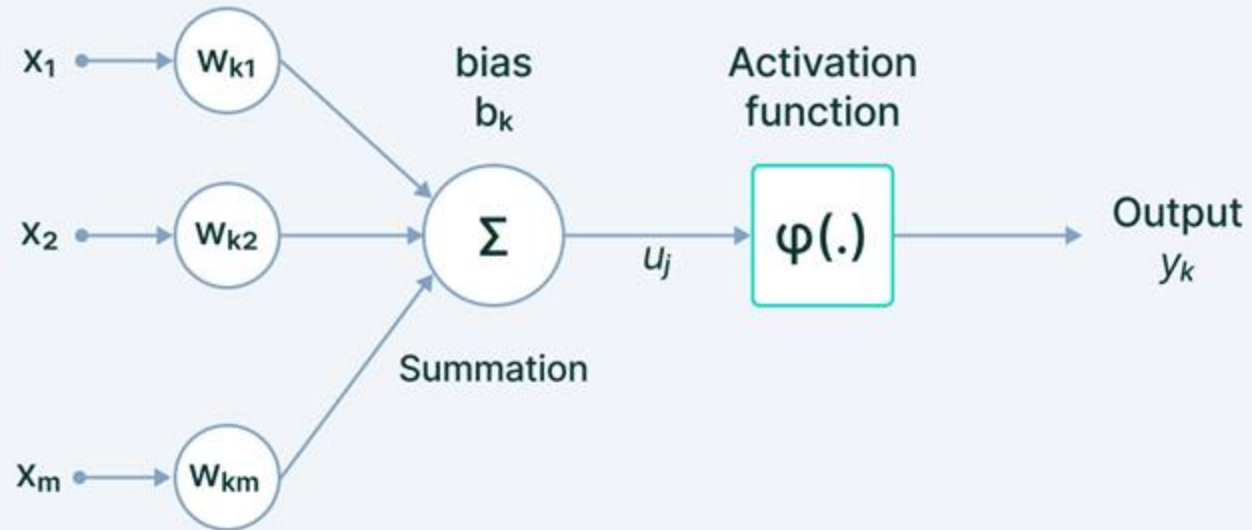 x₁
wₖ₁
bias
bₖ
Activation
function
x₂
wₖ₂
Σ
uⱼ
φ(.)
Output
yₖ
Summation
xₘ
wₖₘ